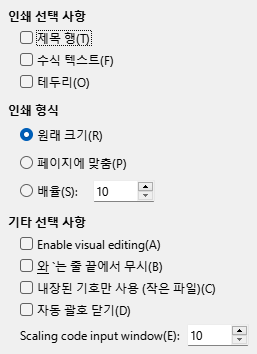 인쇄 선택 사항
제목 행(T)
수식 텍스트(F)
테두리(O)
인쇄 형식
원래 크기(R)
페이지에 맞춤(P)
배율(S): 10
기타 선택 사항
Enable visual editing(A)
와 `는 줄 끝에서 무시(B)
내장된 기호만 사용 (작은 파일)(C)
자동 괄호 닫기(D)
Scaling code input window(E): 10